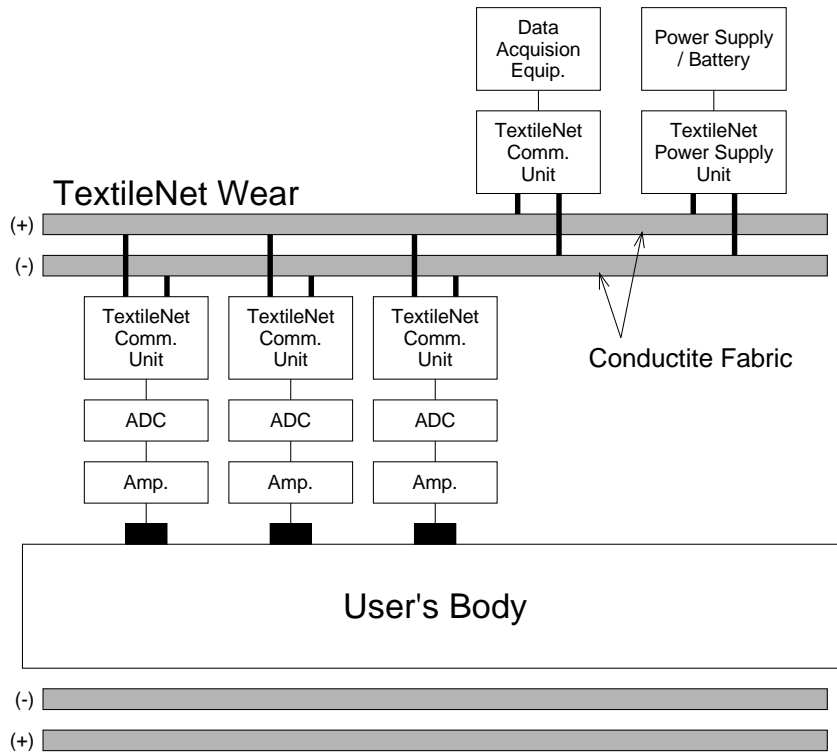 Data
Acquision
Equip.
Power Supply
/ Battery
TextileNet
Comm.
Unit
TextileNet
Power Supply
Unit
TextileNet Wear
(+)
(-)
TextileNet
Comm.
Unit
TextileNet
Comm.
Unit
TextileNet
Comm.
Unit
Conductite Fabric
ADC
ADC
ADC
Amp.
Amp.
Amp.
User's Body
(-)
(+)